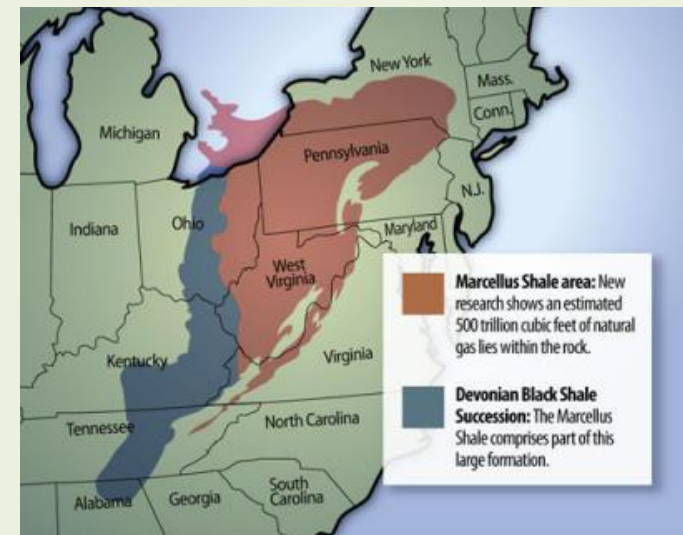 New York
Mass.
Conn.
Michigan
Pennsylvania
N.J.
Indiana
Ohio
Maryland
West
Virginia
Kentucky
Virginia
Tennessee
North Carolina
Alabama
Georgia
South
Carolina
Marcellus Shale area: New
research shows an estimated
500 trillion cubic feet of natural
gas lies within the rock.
Devonian Black Shale
Succession: The Marcellus
Shale comprises part of this
large formation.